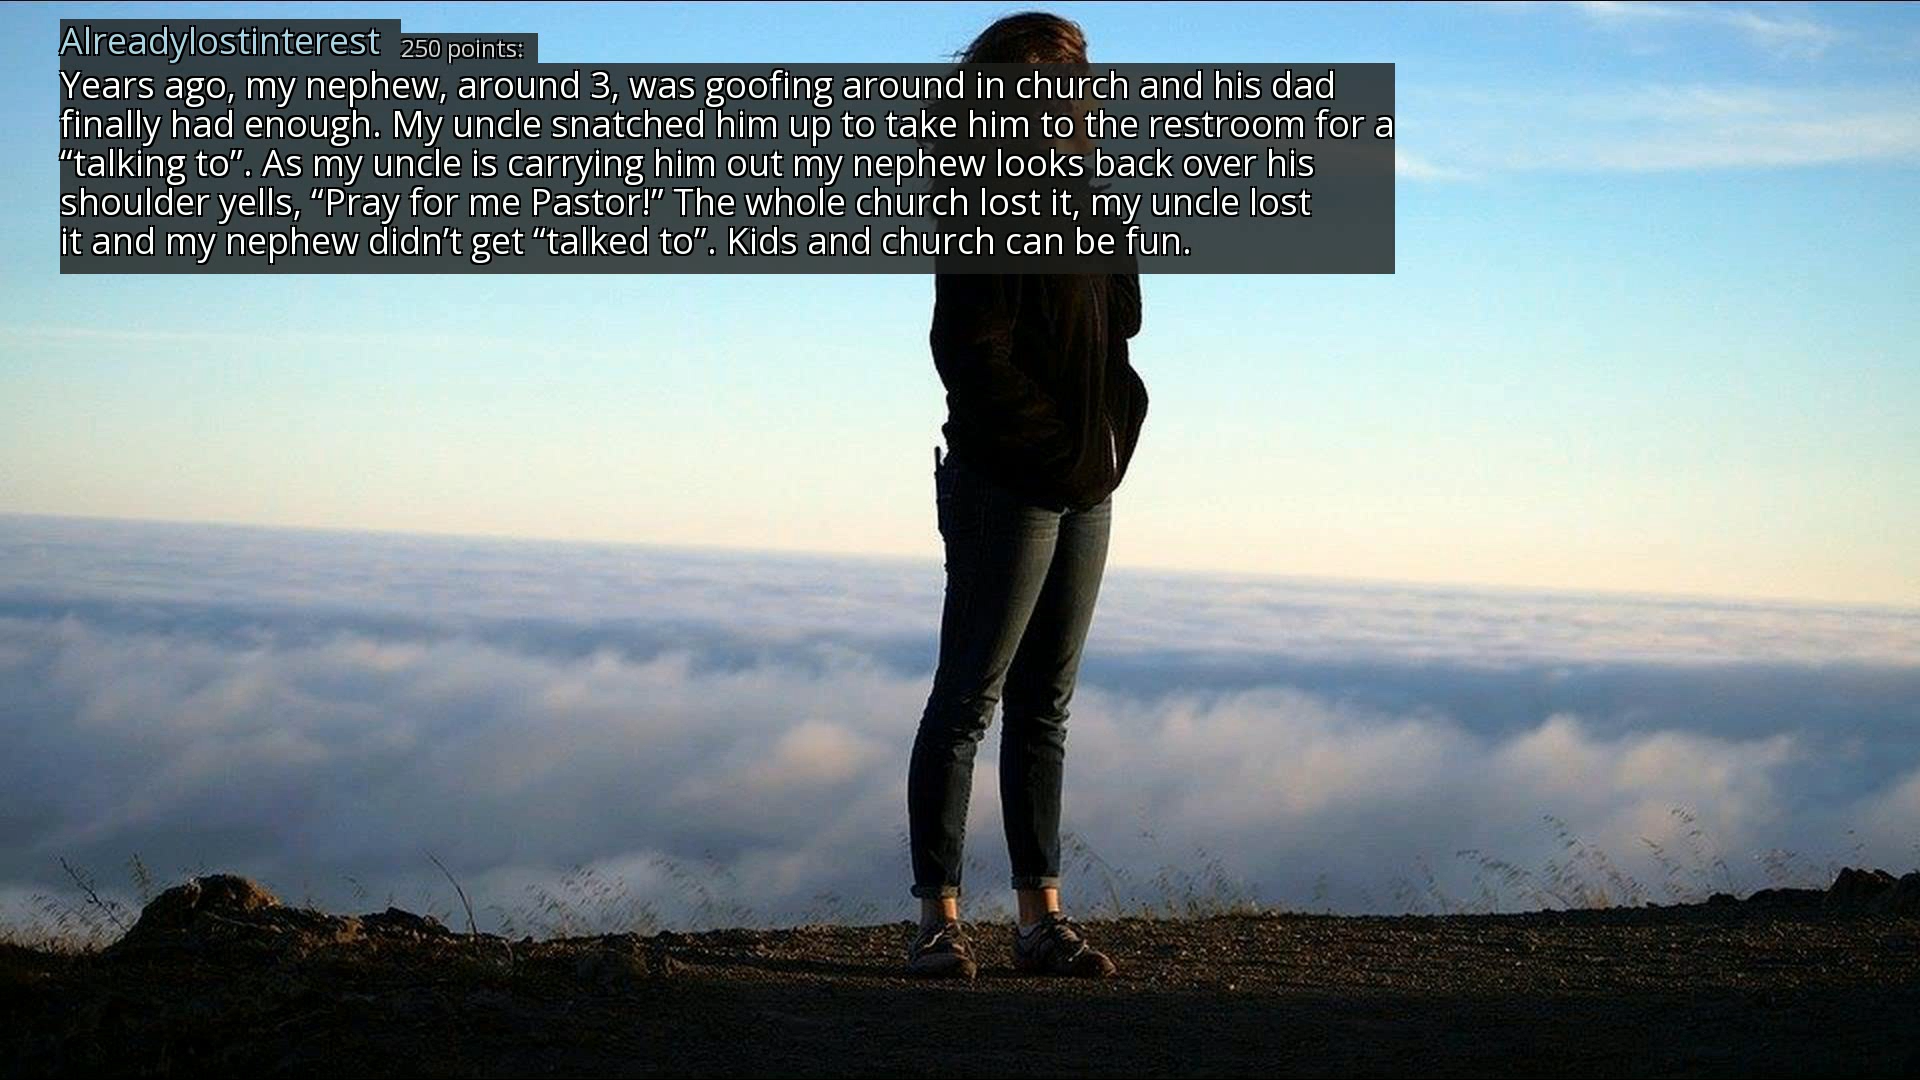 Alreadylostinterest 250 points:
Years ago, my nephew, around 3, was goofing around in church and his dad
finally had enough. My uncle snatched him up to take him to the restroom for a
“talking to”. As my uncle is carrying him out my nephew looks back over his
shoulder yells, “Pray for me Pastor!” The whole church lost it, my uncle lost
it and my nephew didn’t get “talked to”. Kids and church can be fun.